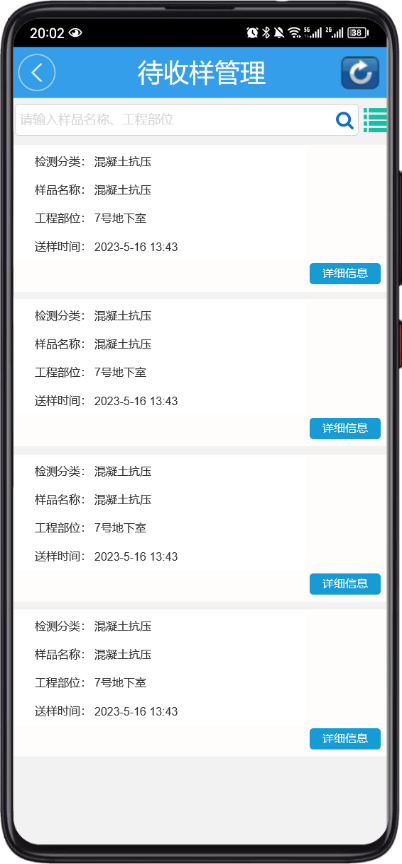 20:02
5G 2G 38
待收样管理
请输入样品名称、工程部位
检测分类： 混凝土抗压
样品名称： 混凝土抗压
工程部位： 7号地下室
送样时间： 2023-5-16 13:43
详细信息
检测分类： 混凝土抗压
样品名称： 混凝土抗压
工程部位： 7号地下室
送样时间： 2023-5-16 13:43
详细信息
检测分类： 混凝土抗压
样品名称： 混凝土抗压
工程部位： 7号地下室
送样时间： 2023-5-16 13:43
详细信息
检测分类： 混凝土抗压
样品名称： 混凝土抗压
工程部位： 7号地下室
送样时间： 2023-5-16 13:43
详细信息